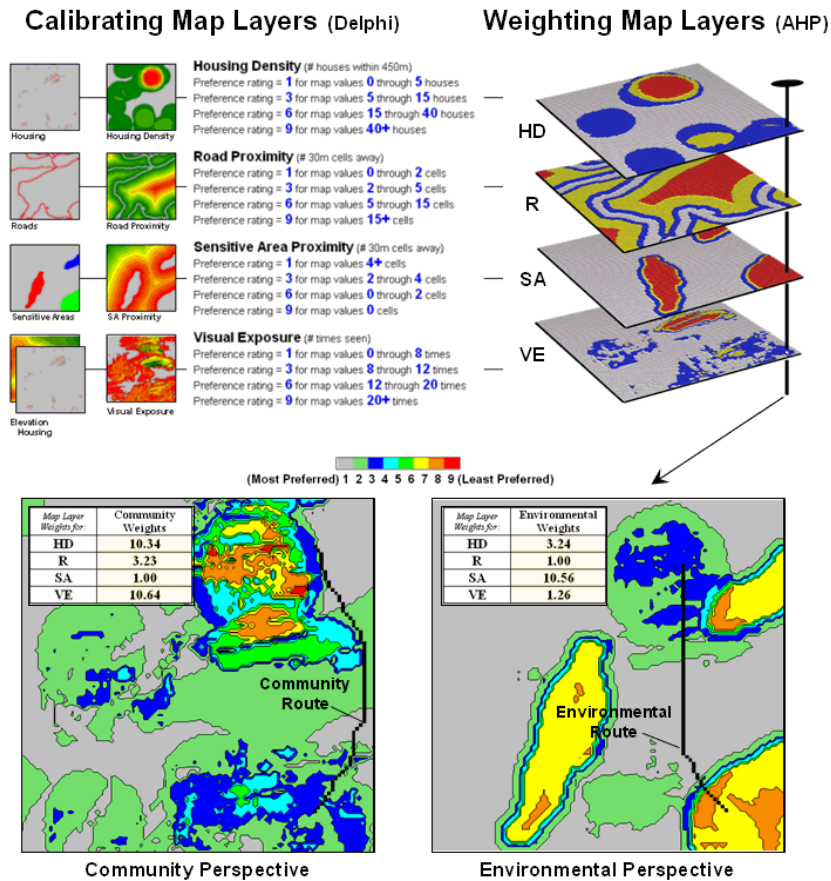 Calibrating Map Layers (Delphi)
Weighting Map Layers (AHP)
Housing Density (# houses within 450m)
Preference rating = 1 for map values 0 through 5 houses
Preference rating = 3 for map values 5 through 15 houses
Preference rating = 6 for map values 15 through 40 houses
Preference rating = 9 for map values 40+ houses
Housing
Housing Density
Road Proximity (# 30m cells away)
Preference rating = 1 for map values 0 through 2 cells
Preference rating = 3 for map values 2 through 5 cells
Preference rating = 6 for map values 5 through 15 cells
Preference rating = 9 for map values 15+ cells
Roads
Road Proximity
Sensitive Area Proximity (# 30m cells away)
Preference rating = 1 for map values 4+ cells
Preference rating = 3 for map values 2 through 4 cells
Preference rating = 6 for map values 0 through 2 cells
Preference rating = 9 for map values 0 cells
Sensitive Areas
SA Proximity
Visual Exposure (# times seen)
Preference rating = 1 for map values 0 through 8 times
Preference rating = 3 for map values 8 through 12 times
Preference rating = 6 for map values 12 through 20 times
Preference rating = 9 for map values 20+ times
Visual Exposure
Elevation
Housing
HD
R
SA
VE
(Most Preferred) 1 2 3 4 5 6 7 8 9 (Least Preferred)
Map Layer Weights for: Community Weights
HD 10.34
R 3.23
SA 1.00
VE 10.64
Community
Route
Community Perspective
Map Layer Weights for: Environmental Weights
HD 3.24
R 1.00
SA 10.56
VE 1.26
Environmental
Route
Environmental Perspective